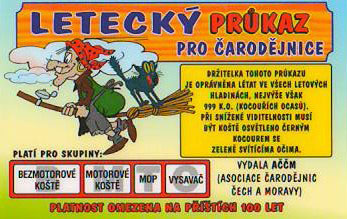 LETECKÝ PRŮKAZ
PRO ČARODĚJNICE
DRŽITELKA TOHOTO PRŮKAZU
JE OPRÁVNĚNA LÉTAT VE VŠECH LETOVÝCH
HLADINÁCH, NEJVÝŠE VŠAK
999 K.O. (KOCOUŘÍCH OCASŮ).
PŘI SNÍŽENÉ VIDITELNOSTI MUSÍ
BÝT KOŠTĚ OSVĚTLENO ČERNÝM
KOCOUREM SE
ZELENĚ SVÍTÍCÍMA OČIMA.
PLATÍ PRO SKUPINY:
BEZMOTOROVÉ
KOŠTĚ
MOTOROVÉ
KOŠTĚ
MOP
VYSAVAČ
VYDALA AČČM
(ASOCIACE ČARODĚJNIC
ČECH A MORAVY)
PLATNOST OMEZENA NA PŘÍŠTÍCH 100 LET